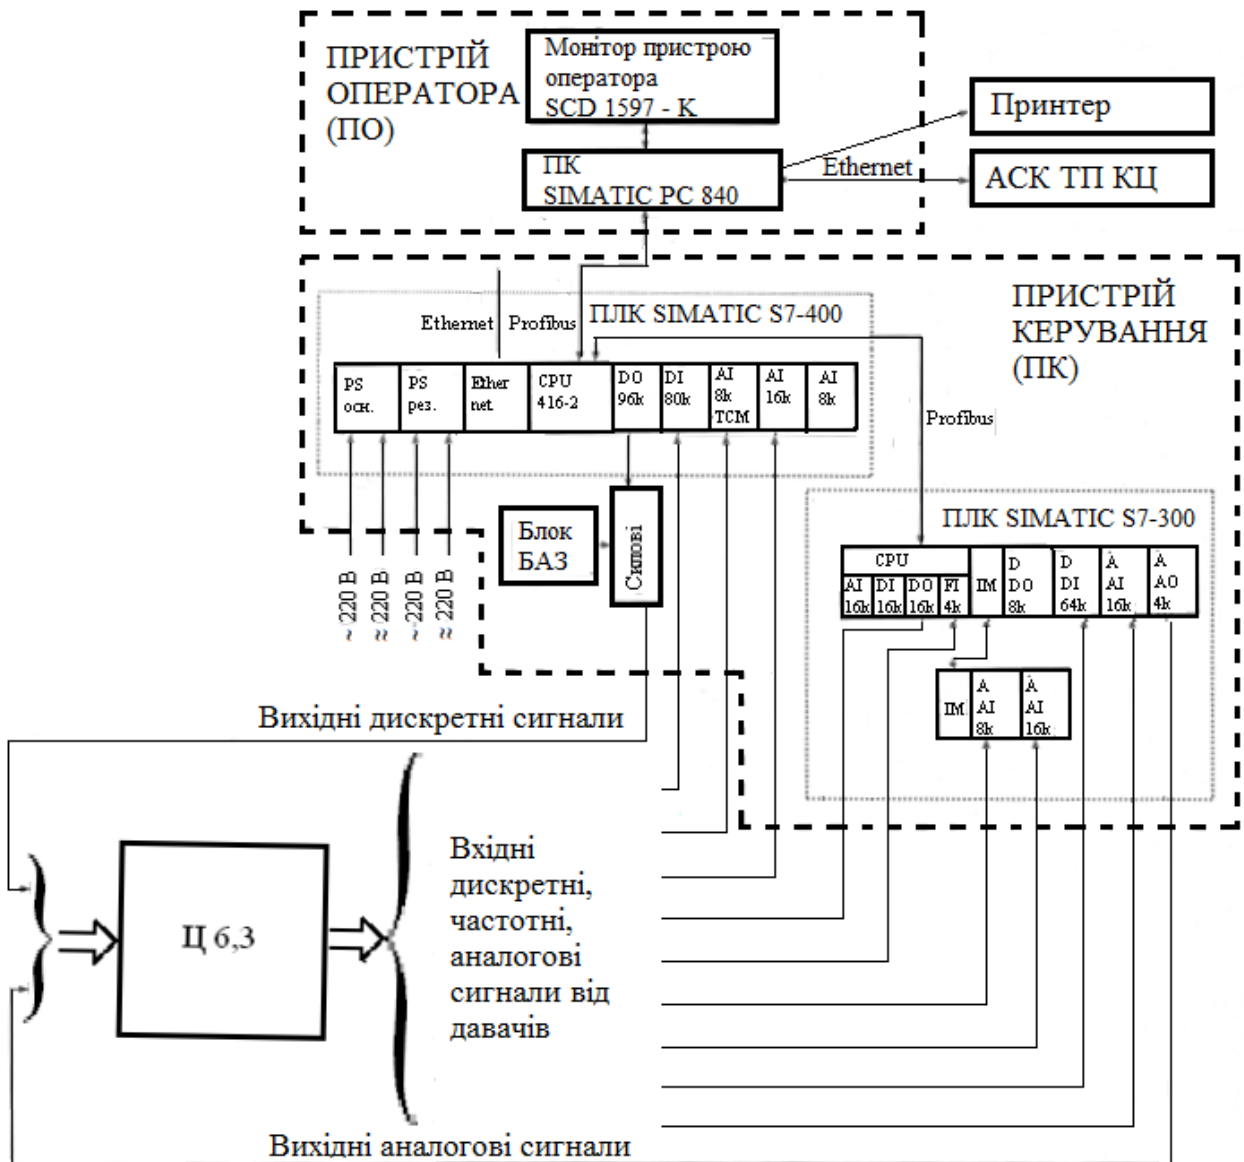 ПРИСТРІЙ
ОПЕРАТОРА
(ПО)
Монітор пристрою
оператора
SCD 1597 - K
ПК
SIMATIC PC 840
Ethernet
Принтер
АСК ТП КЦ
ПРИСТРІЙ
КЕРУВАННЯ
(ПК)
Ethernet
Profibus
ПЛК SIMATIC S7-400
PS
осн.
PS
рез.
Ether
net
CPU
416-2
DO
96k
DI
80k
AI
8k
TCM
AI
16k
AI
8k
Profibus
~ 220 В
≈ 220 В
~ 220 В
≈ 220 В
Блок
БАЗ
Силові
ПЛК SIMATIC S7-300
CPU
AI
16k
DI
16k
DO
16k
FI
4k
IM
D
DO
8k
D
DI
64k
A
AI
16k
A
AO
4k
IM
A
AI
8k
A
AI
16k
Вихідні дискретні сигнали
Ц 6,3
Вхідні
дискретні,
частотні,
аналогові
сигнали від
давачів
Вихідні аналогові сигнали